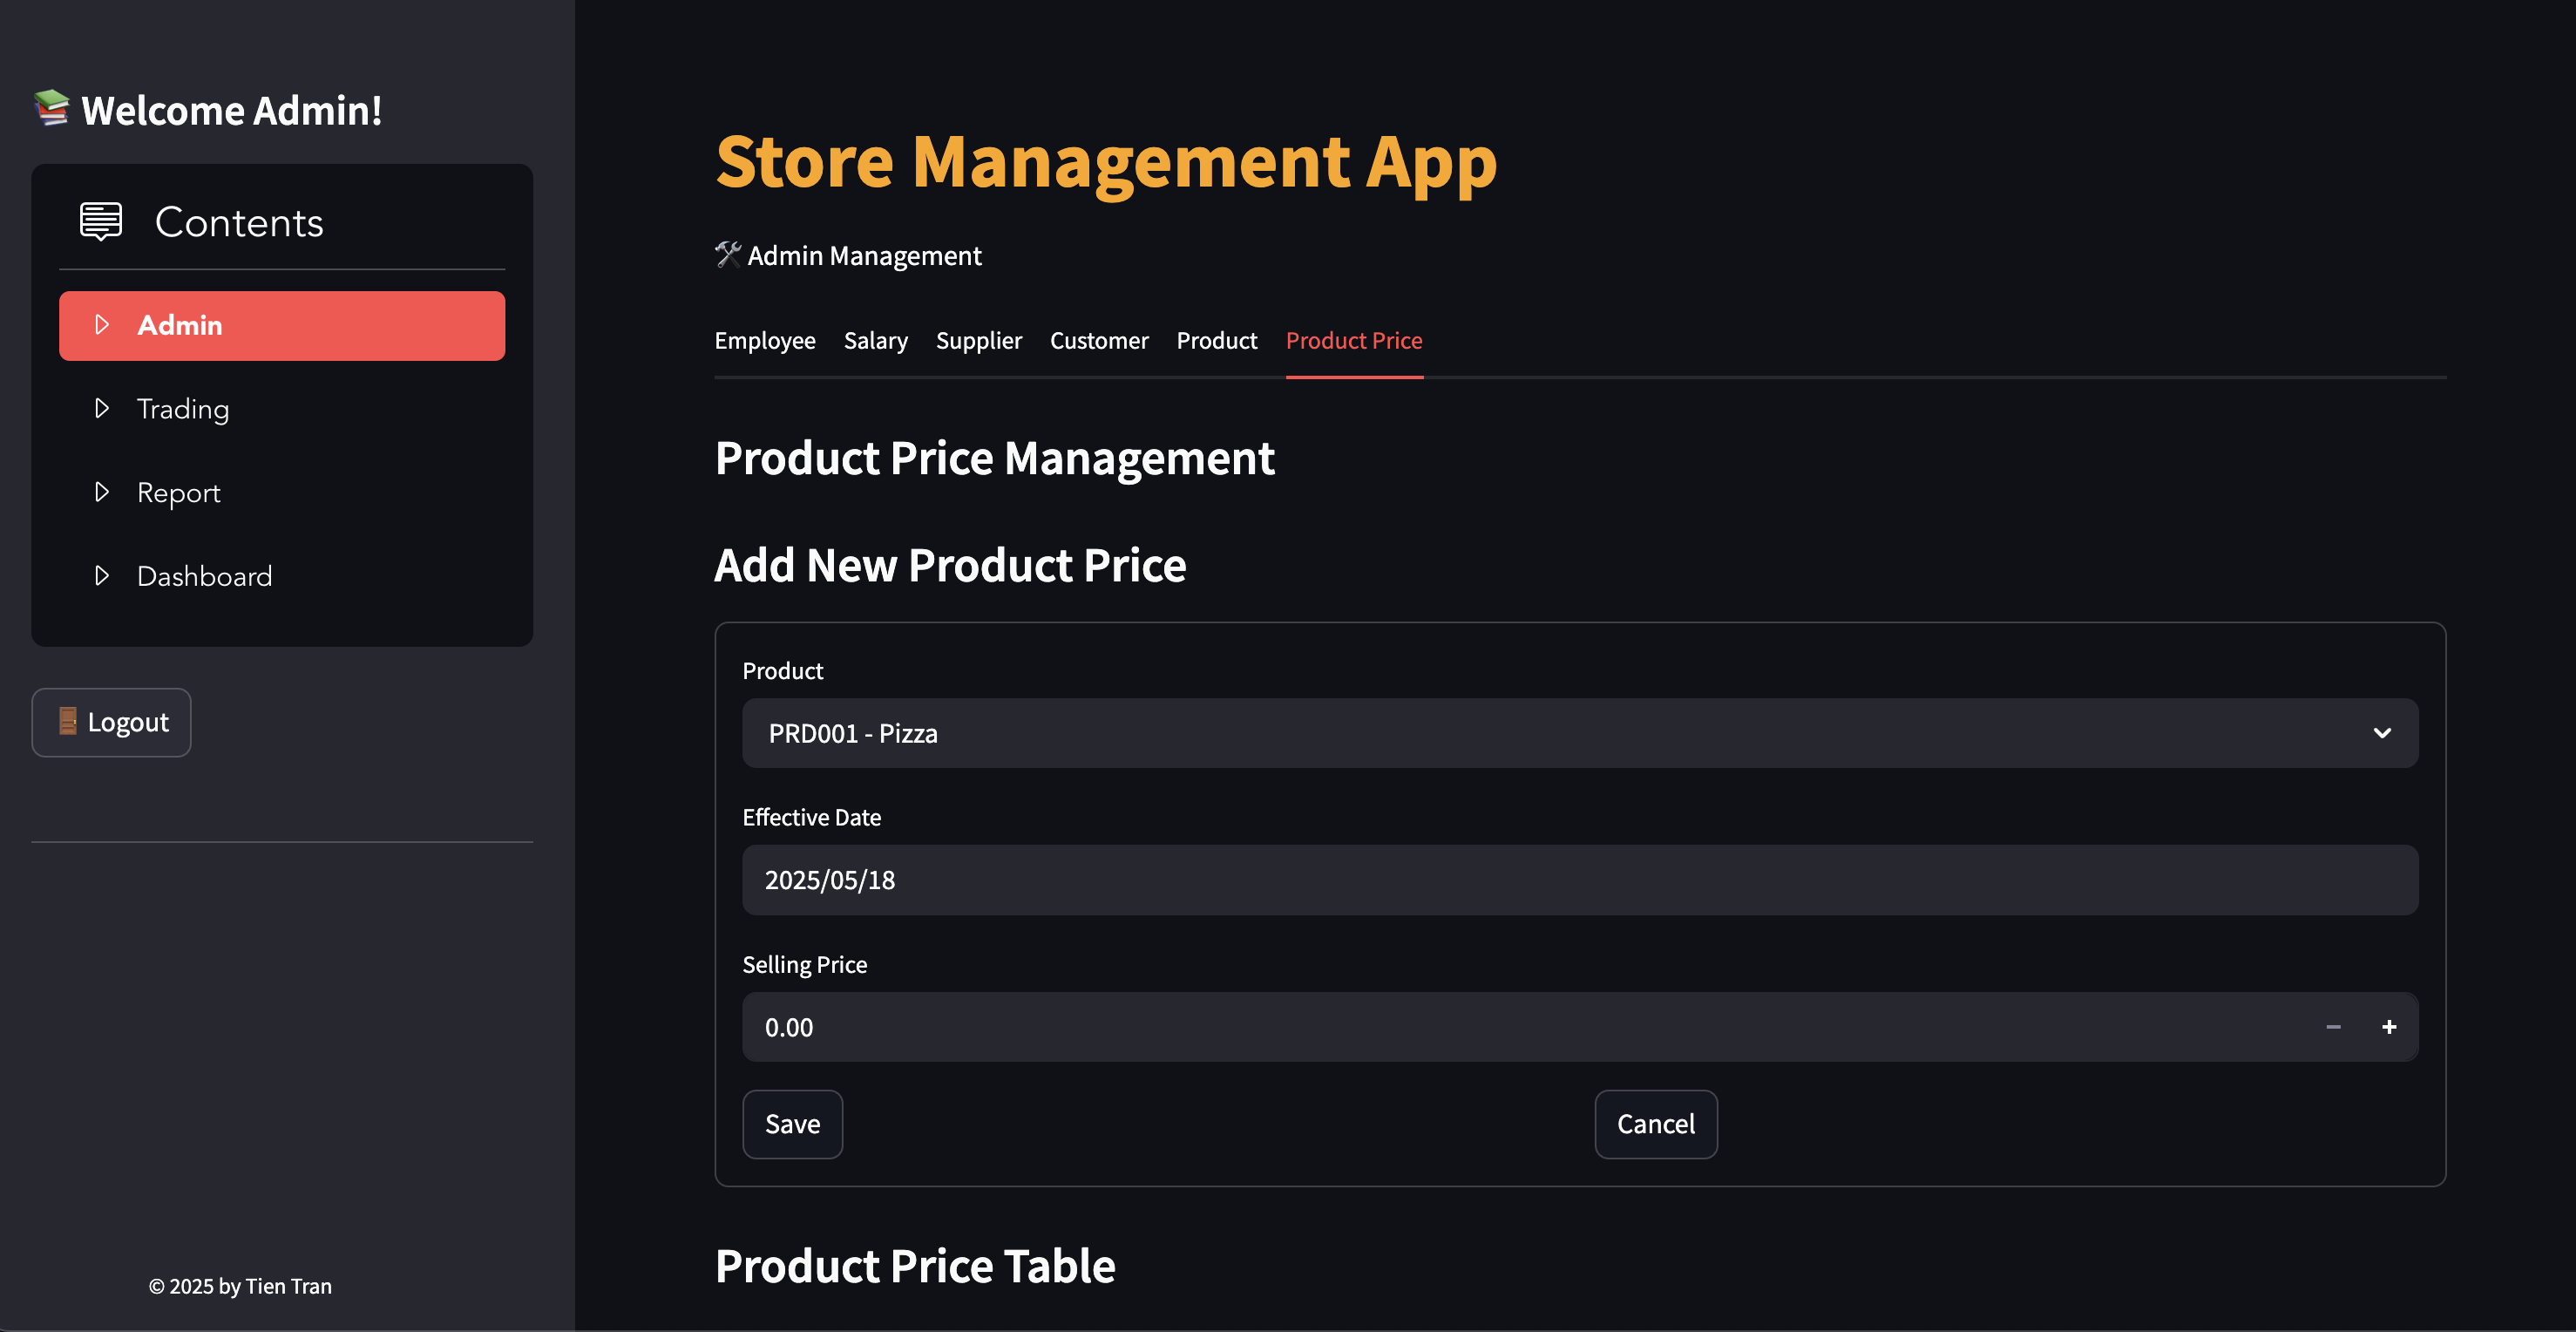 Welcome Admin!
Contents
Admin
Trading
Report
Dashboard
Logout
© 2025 by Tien Tran
Store Management App
Admin Management
Employee Salary Supplier Customer Product Product Price
Product Price Management
Add New Product Price
Product
PRD001 - Pizza
Effective Date
2025/05/18
Selling Price
0.00
Save Cancel
Product Price Table